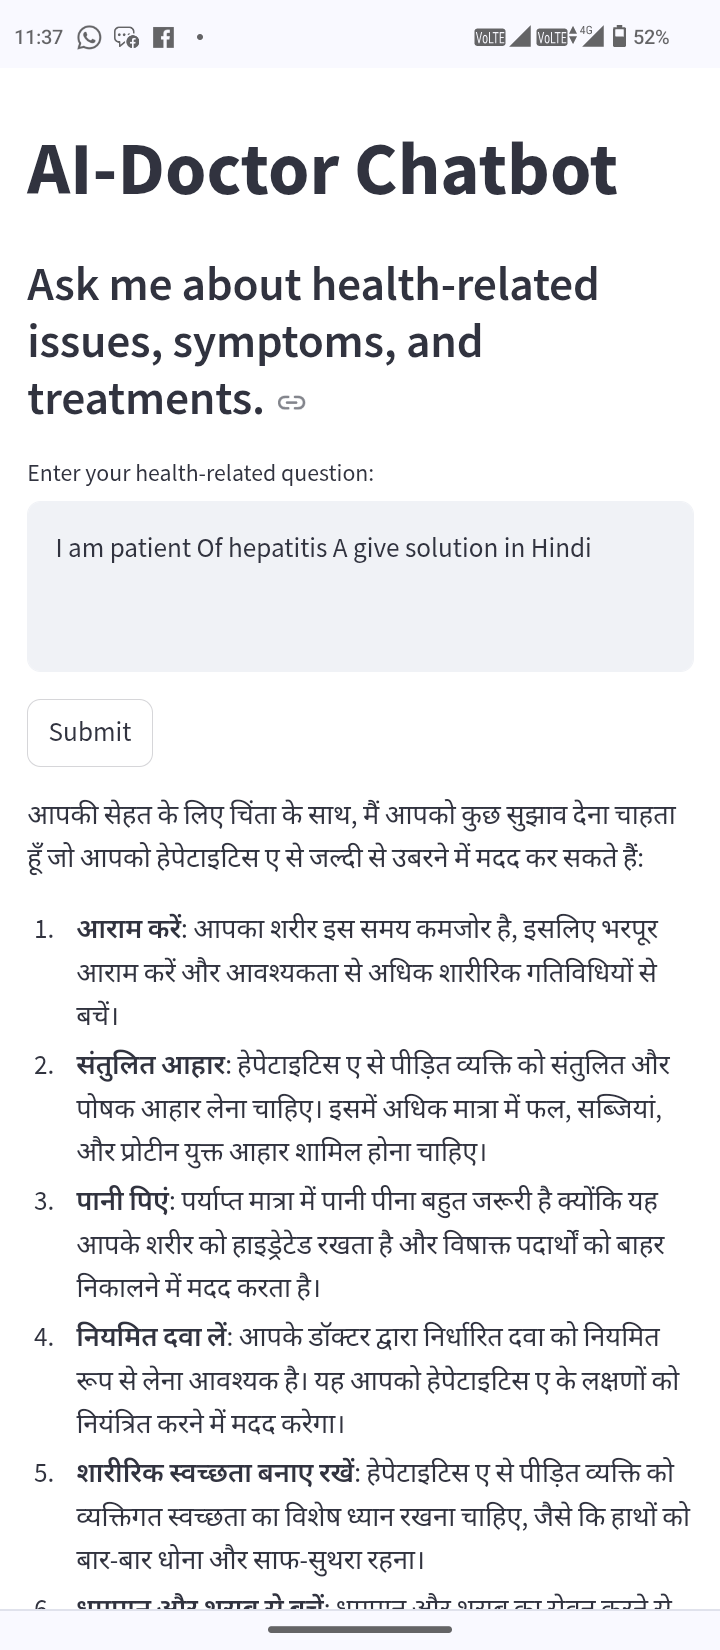 11:37 VoLTE VoLTE 4G 52%
AI-Doctor Chatbot
Ask me about health-related
issues, symptoms, and
treatments.
Enter your health-related question:
I am patient Of hepatitis A give solution in Hindi
Submit
आपकी सेहत के लिए चिंता के साथ, मैं आपको कुछ सुझाव देना चाहता
हूँ जो आपको हेपेटाइटिस ए से जल्दी से उबरने में मदद कर सकते हैं:
1. आराम करें: आपका शरीर इस समय कमजोर है, इसलिए भरपूर
आराम करें और आवश्यकता से अधिक शारीरिक गतिविधियों से
बचें।
2. संतुलित आहार: हेपेटाइटिस ए से पीड़ित व्यक्ति को संतुलित और
पोषक आहार लेना चाहिए। इसमें अधिक मात्रा में फल, सब्जियां,
और प्रोटीन युक्त आहार शामिल होना चाहिए।
3. पानी पिएं: पर्याप्त मात्रा में पानी पीना बहुत जरूरी है क्योंकि यह
आपके शरीर को हाइड्रेटेड रखता है और विषाक्त पदार्थों को बाहर
निकालने में मदद करता है।
4. नियमित दवा लें: आपके डॉक्टर द्वारा निर्धारित दवा को नियमित
रूप से लेना आवश्यक है। यह आपको हेपेटाइटिस ए के लक्षणों को
नियंत्रित करने में मदद करेगा।
5. शारीरिक स्वच्छता बनाए रखें: हेपेटाइटिस ए से पीड़ित व्यक्ति को
व्यक्तिगत स्वच्छता का विशेष ध्यान रखना चाहिए, जैसे कि हाथों को
बार-बार धोना और साफ-सुथरा रहना।